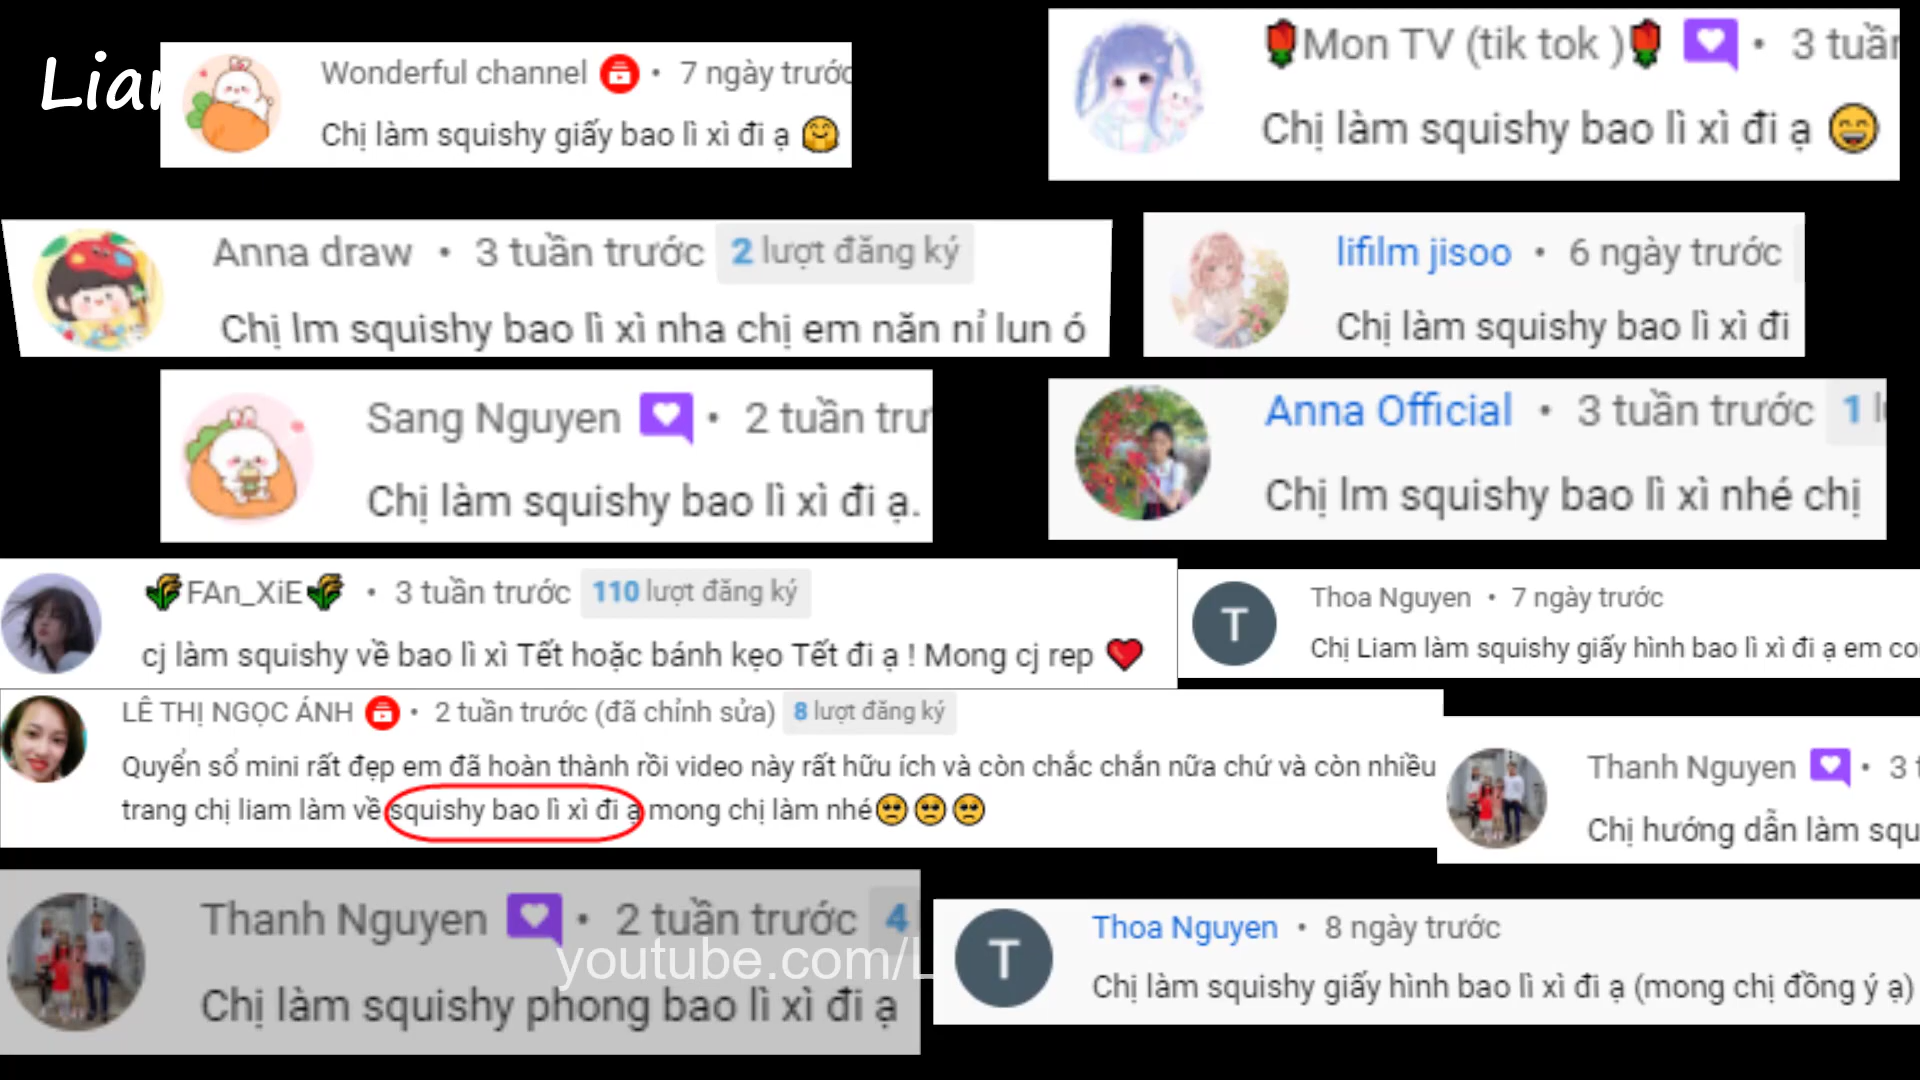 Wonderful channel • 7 ngày trước
Chị làm squishy giấy bao lì xì đi ạ 🤗
🌹Mon TV (tik tok )🌹 • 3 tuần
Chị làm squishy bao lì xì đi ạ 😄
Anna draw • 3 tuần trước 2 lượt đăng ký
Chị lm squishy bao lì xì nha chị em năn nỉ lun ó
lifilm jisoo • 6 ngày trước
Chị làm squishy bao lì xì đi
Sang Nguyen • 2 tuần
Chị làm squishy bao lì xì đi ạ.
Anna Official • 3 tuần trước 1
Chị lm squishy bao lì xì nhé chị
🌾FAn_XiE🌾 • 3 tuần trước 110 lượt đăng ký
cj làm squishy về bao lì xì Tết hoặc bánh kẹo Tết đi ạ ! Mong cj rep ❤️
T
Thoa Nguyen • 7 ngày trước
Chị Liam làm squishy giấy hình bao lì xì đi ạ em
LÊ THỊ NGỌC ÁNH • 2 tuần trước (đã chỉnh sửa) 8 lượt đăng ký
Quyển sổ mini rất đẹp em đã hoàn thành rồi video này rất hữu ích và còn chắc chắn nữa chứ và còn nhiều
trang chị liam làm về squishy bao lì xì đi ạ mong chị làm nhé🥺🥺🥺
Thanh Nguyen • 3
Chị hướng dẫn làm
Thanh Nguyen • 2 tuần trước 4
youtube.com/L
Chị làm squishy phong bao lì xì đi ạ
T
Thoa Nguyen • 8 ngày trước
Chị làm squishy giấy hình bao lì xì đi ạ (mong chị đồng ý ạ)